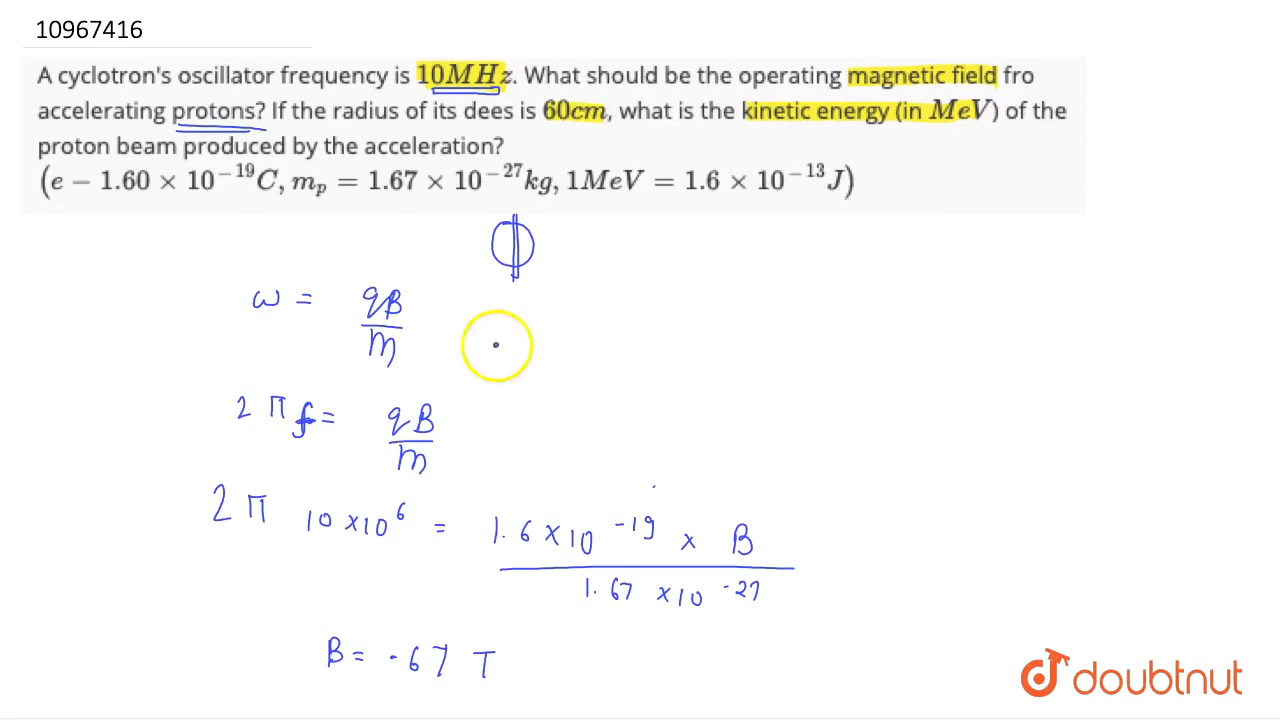 10967416
A cyclotron's oscillator frequency is 10MHz. What should be the operating magnetic field fro
accelerating protons? If the radius of its dees is 60cm, what is the kinetic energy (in MeV) of the
proton beam produced by the acceleration?
(e − 1.60 × 10^−19 C, m_p = 1.67 × 10^−27 kg, 1MeV = 1.6 × 10^−13 J)
ω = qB/m
2 π f = qB/m
2 π 10 × 10^6 = 1.6 × 10^-19 × B / 1.67 × 10^-27
B = .67 T
doubtnut